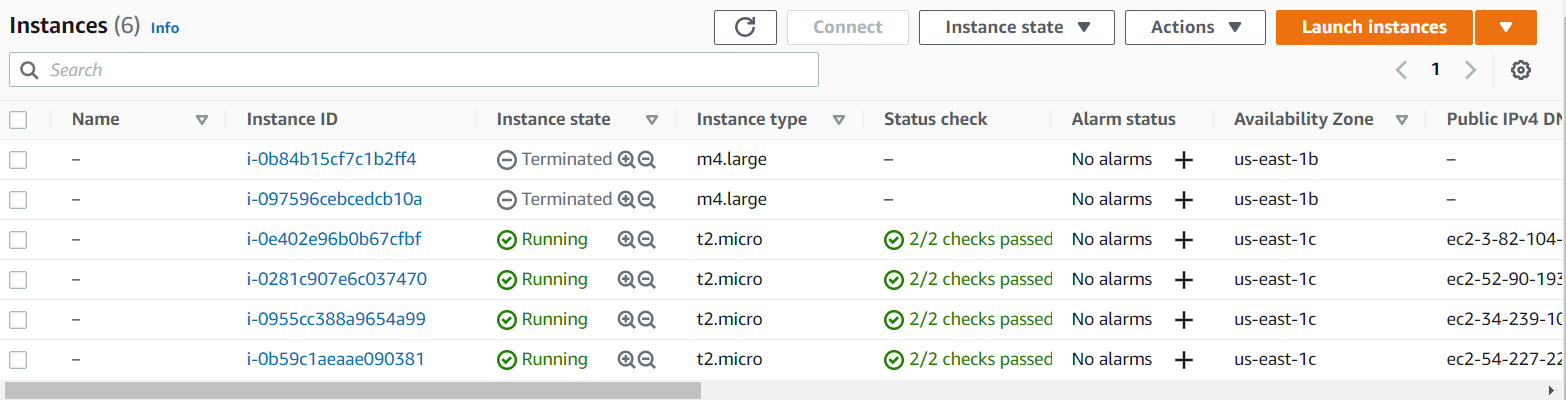 Instances (6) Info Connect Instance state Actions Launch instances
Search 1
Name Instance ID Instance state Instance type Status check Alarm status Availability Zone Public IPv4 DN
– i-0b84b15cf7c1b2ff4 Terminated m4.large – No alarms + us-east-1b –
– i-097596cebcedcb10a Terminated m4.large – No alarms + us-east-1b –
– i-0e402e96b0b67cfbf Running t2.micro 2/2 checks passed No alarms + us-east-1c ec2-3-82-104-
– i-0281c907e6c037470 Running t2.micro 2/2 checks passed No alarms + us-east-1c ec2-52-90-193
– i-0955cc388a9654a99 Running t2.micro 2/2 checks passed No alarms + us-east-1c ec2-34-239-10
– i-0b59c1aeaae090381 Running t2.micro 2/2 checks passed No alarms + us-east-1c ec2-54-227-22